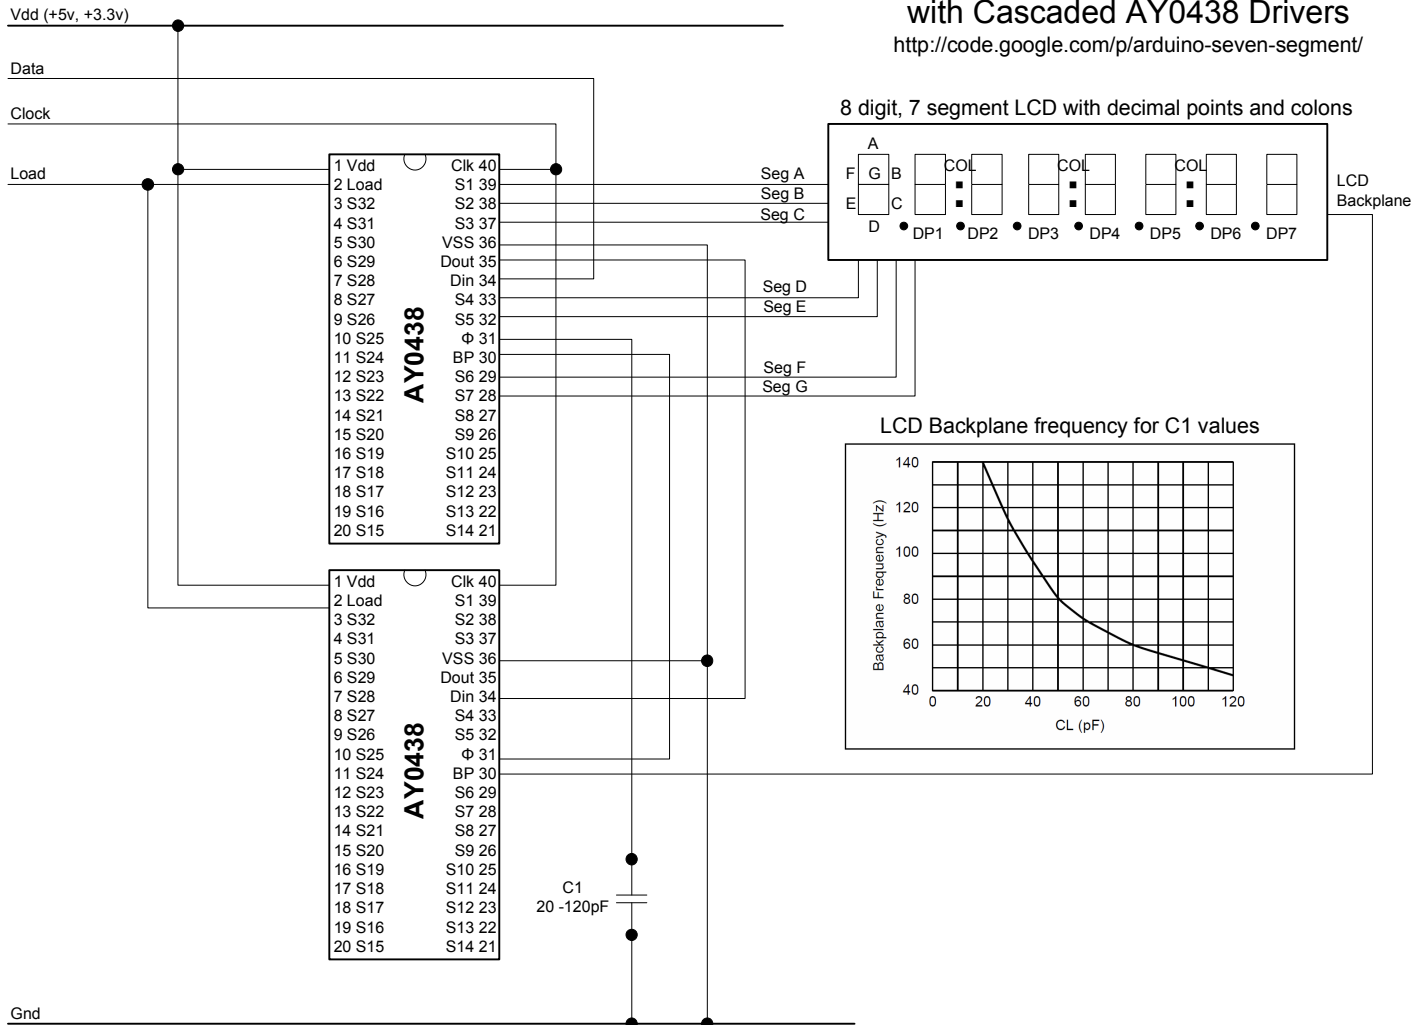 Vdd (+5v, +3.3v)
with Cascaded AY0438 Drivers
http://code.google.com/p/arduino-seven-segment/
Data
Clock
Load
8 digit, 7 segment LCD with decimal points and colons
A
F G B
E C
D
COL COL COL
DP1 DP2 DP3 DP4 DP5 DP6 DP7
LCD
Backplane
Seg A
Seg B
Seg C
Seg D
Seg E
Seg F
Seg G
1 Vdd Clk 40
2 Load S1 39
3 S32 S2 38
4 S31 S3 37
5 S30 VSS 36
6 S29 Dout 35
7 S28 Din 34
8 S27 S4 33
9 S26 S5 32
10 S25 Φ 31
11 S24 BP 30
12 S23 S6 29
13 S22 S7 28
14 S21 S8 27
15 S20 S9 26
16 S19 S10 25
17 S18 S11 24
18 S17 S12 23
19 S16 S13 22
20 S15 S14 21
AY0438
LCD Backplane frequency for C1 values
140
120
100
80
60
40
Backplane Frequency (Hz)
0 20 40 60 80 100 120
CL (pF)
1 Vdd Clk 40
2 Load S1 39
3 S32 S2 38
4 S31 S3 37
5 S30 VSS 36
6 S29 Dout 35
7 S28 Din 34
8 S27 S4 33
9 S26 S5 32
10 S25 Φ 31
11 S24 BP 30
12 S23 S6 29
13 S22 S7 28
14 S21 S8 27
15 S20 S9 26
16 S19 S10 25
17 S18 S11 24
18 S17 S12 23
19 S16 S13 22
20 S15 S14 21
AY0438
C1
20 -120pF
Gnd